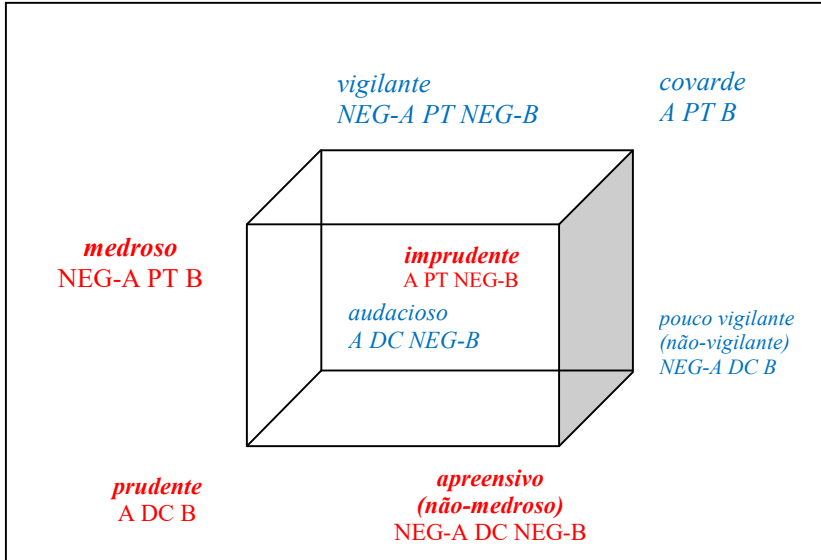 vigilante
NEG-A PT NEG-B
covarde
A PT B
medroso
NEG-A PT B
imprudente
A PT NEG-B
audacioso
A DC NEG-B
pouco vigilante
(não-vigilante)
NEG-A DC B
prudente
A DC B
apreensivo
(não-medroso)
NEG-A DC NEG-B